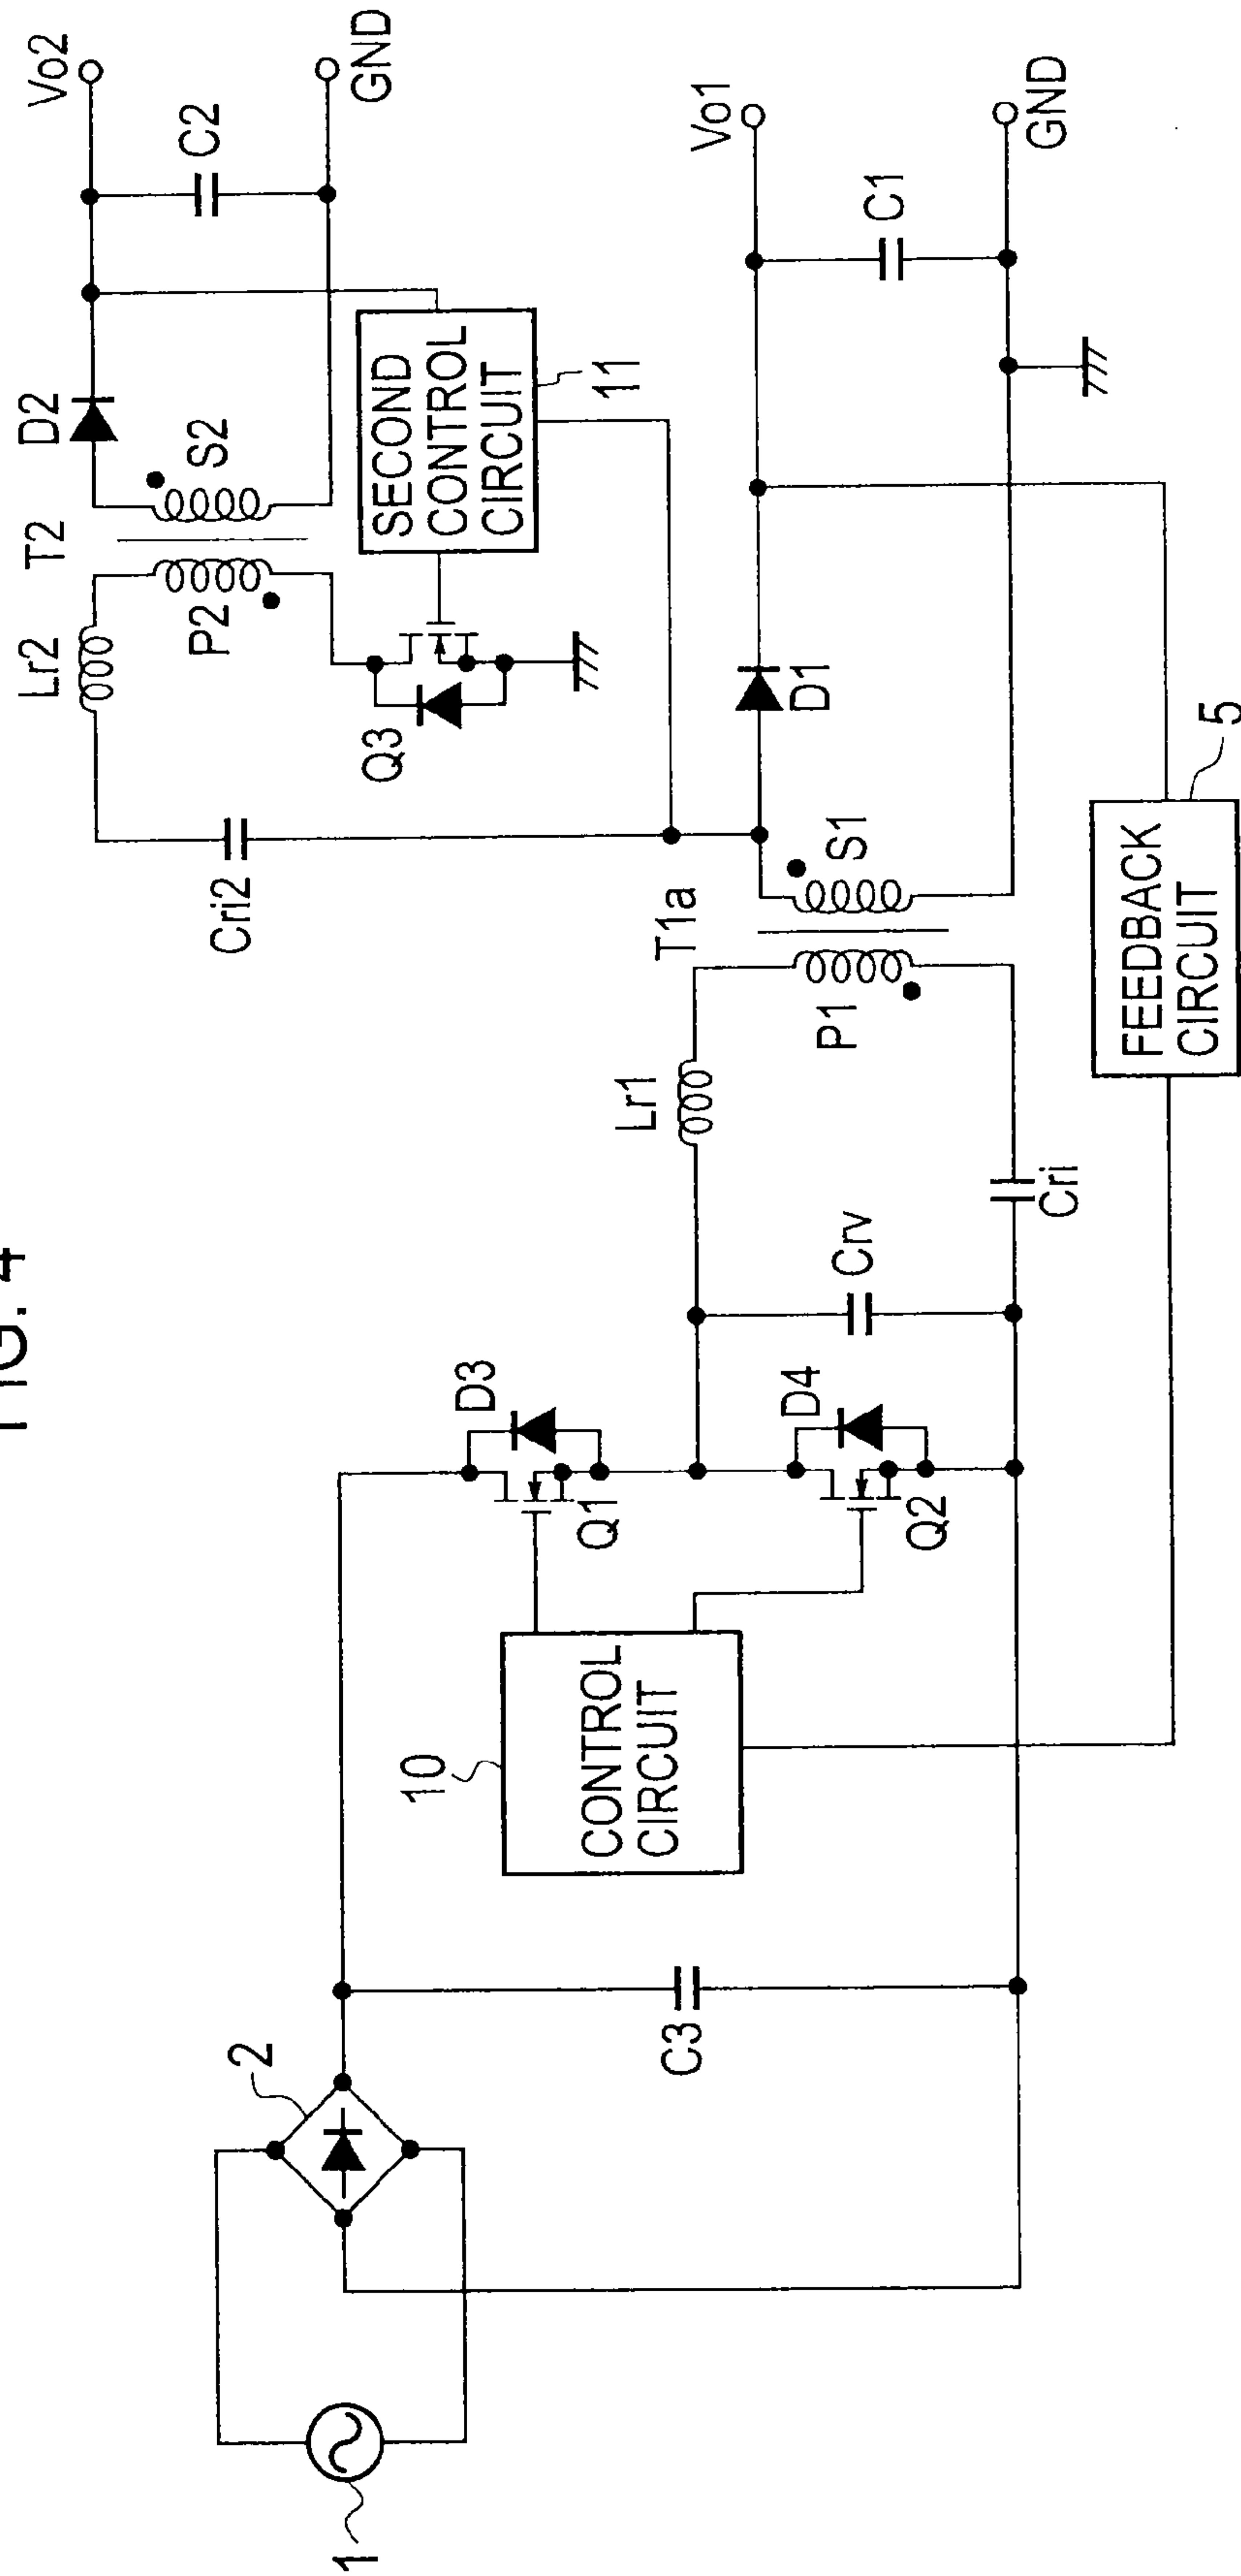 FIG. 4
1
2
C3
10
CONTROL
CIRCUIT
D3
Q1
D4
Q2
Crv
Cri
Lr1
T1a
P1
S1
D1
C1
Vo1
GND
FEEDBACK
CIRCUIT
5
Cri2
Lr2
T2
P2
S2
D2
Q3
SECOND
CONTROL
CIRCUIT
11
C2
Vo2
GND